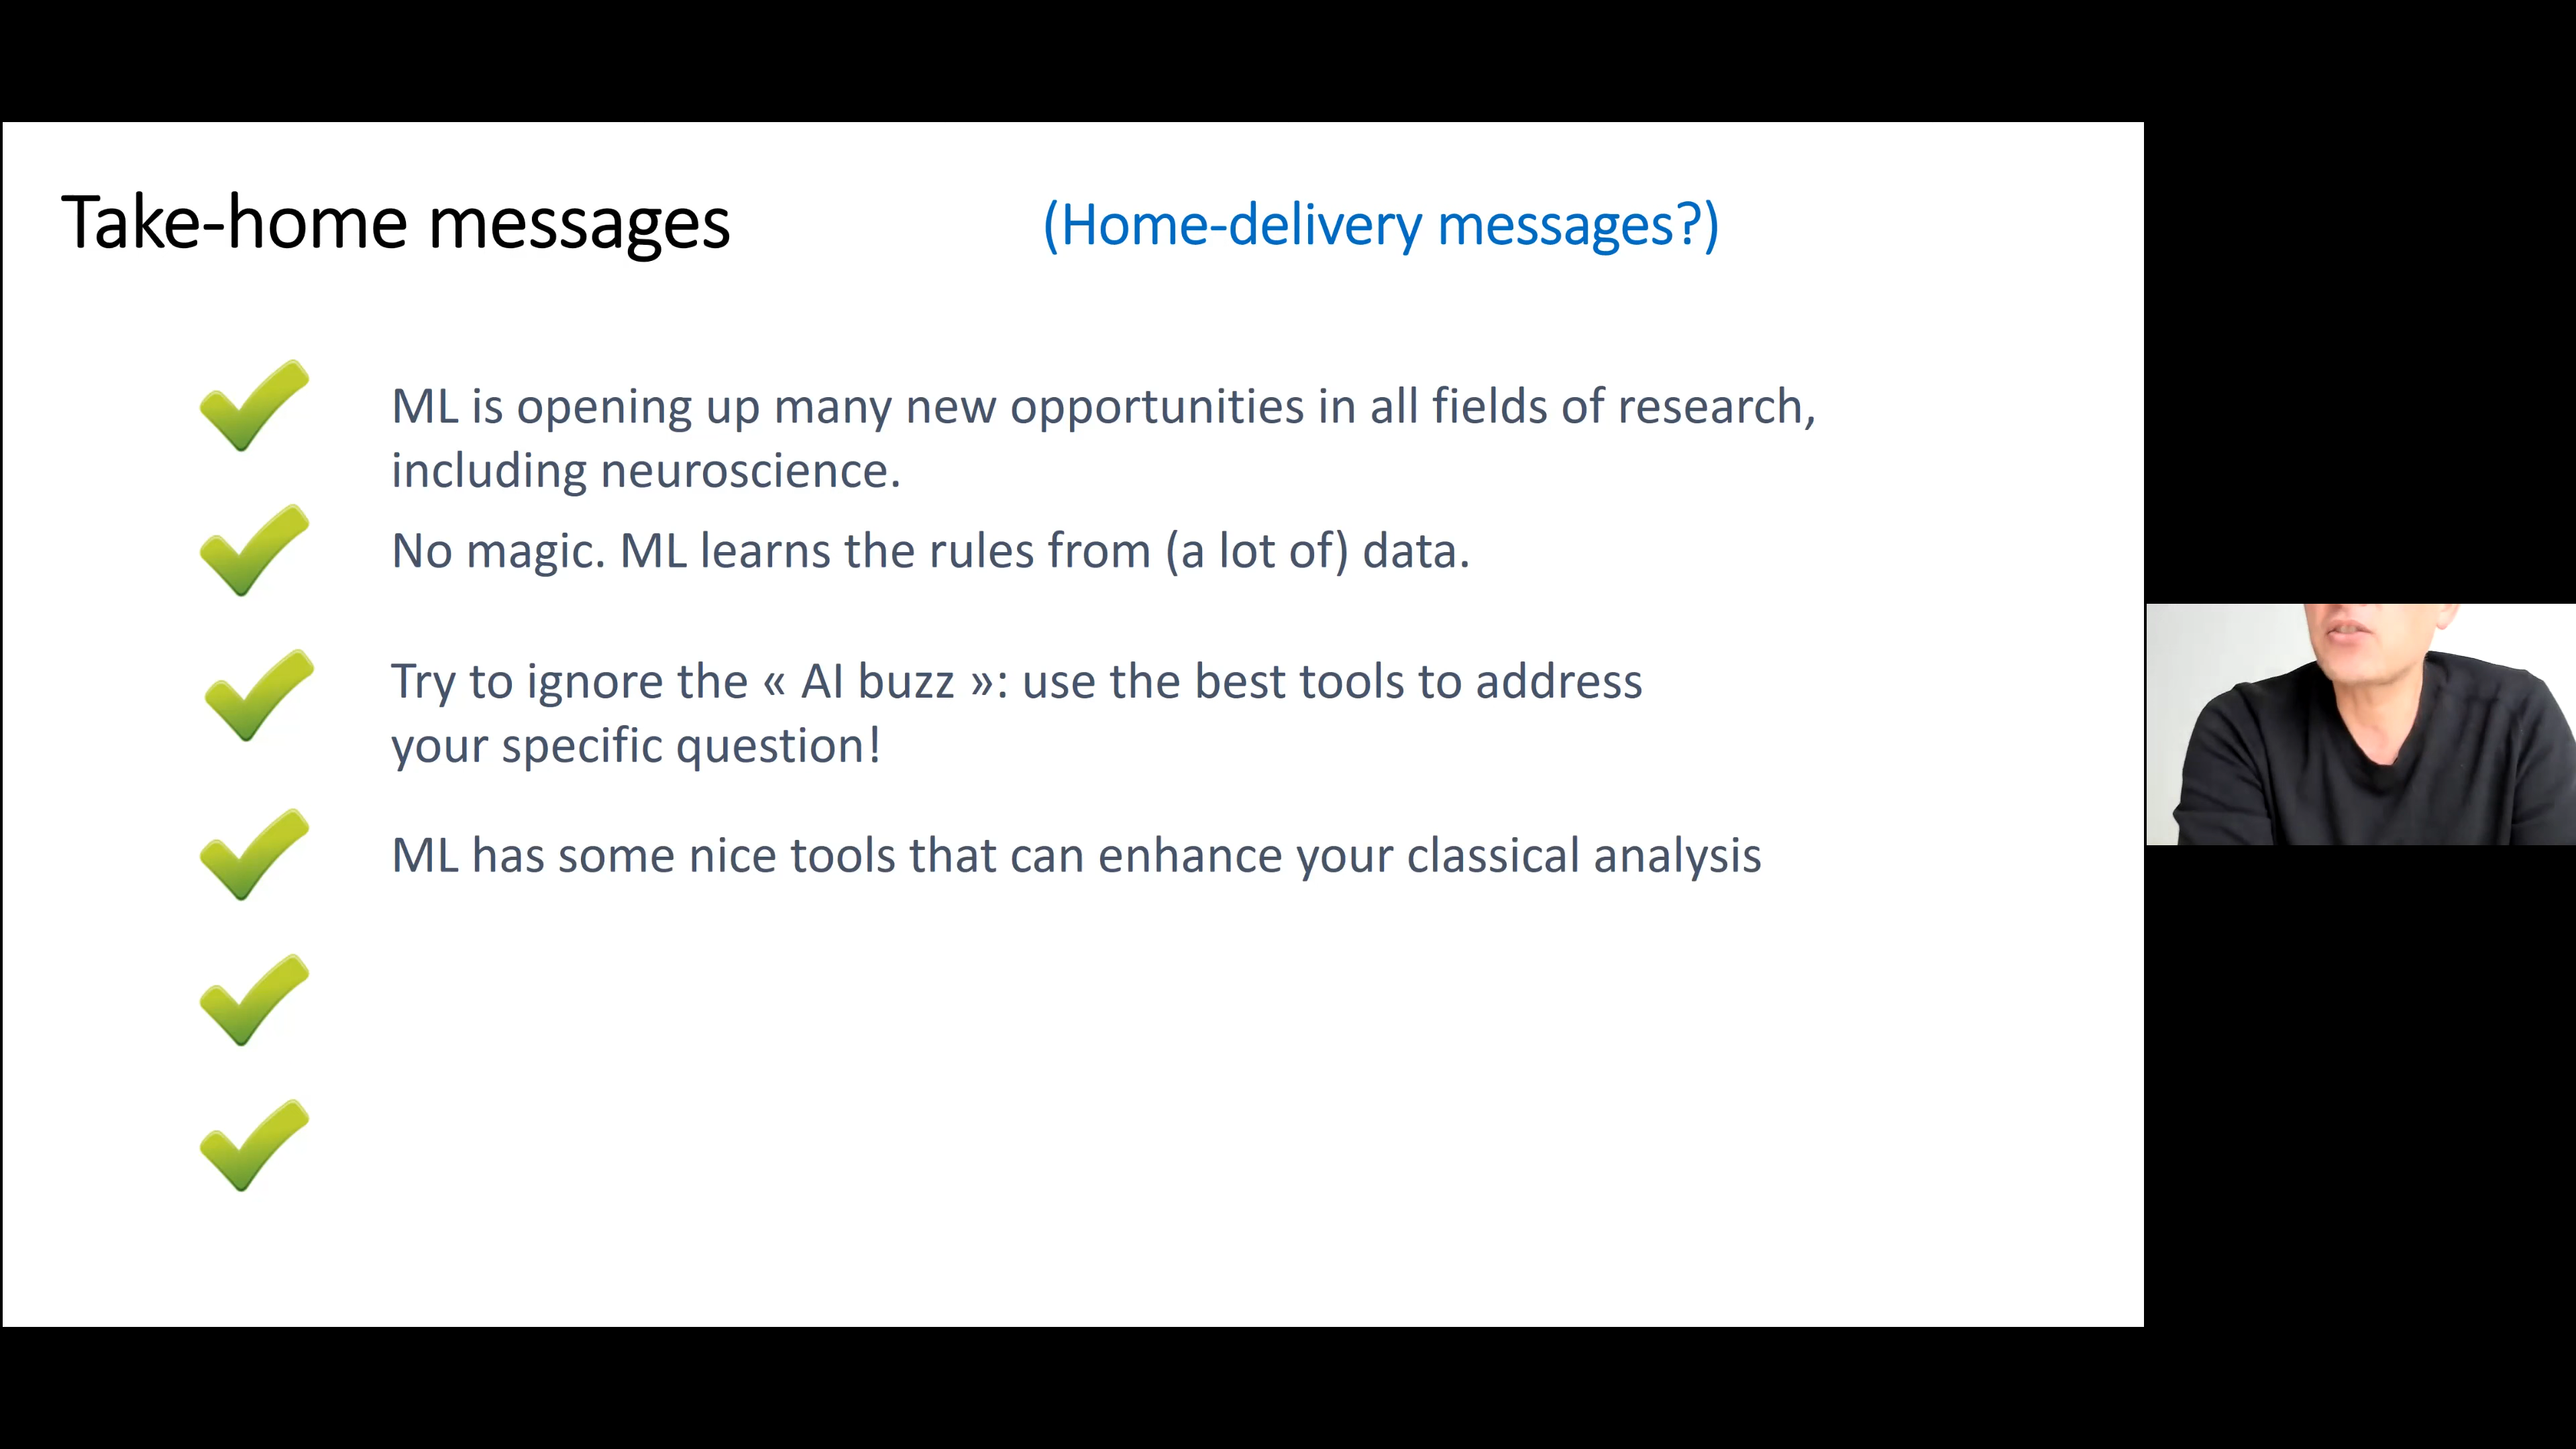 Take-home messages (Home-delivery messages?)
ML is opening up many new opportunities in all fields of research,
including neuroscience.
No magic. ML learns the rules from (a lot of) data.
Try to ignore the « AI buzz »: use the best tools to address
your specific question!
ML has some nice tools that can enhance your classical analysis